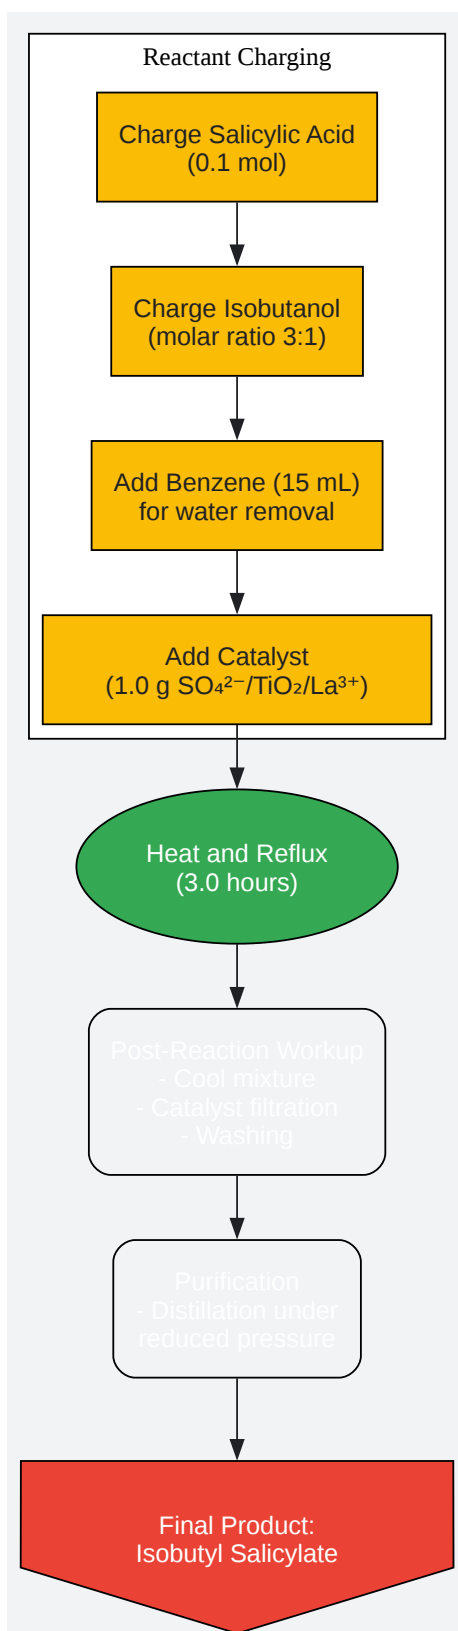 Reactant Charging
Charge Salicylic Acid
(0.1 mol)
Charge Isobutanol
(molar ratio 3:1)
Add Benzene (15 mL)
for water removal
Add Catalyst
(1.0 g SO₄²⁻/TiO₂/La³⁺)
Heat and Reflux
(3.0 hours)
Post-Reaction Workup
- Cool mixture
- Catalyst filtration
- Washing
Purification
- Distillation under
reduced pressure
Final Product:
Isobutyl Salicylate